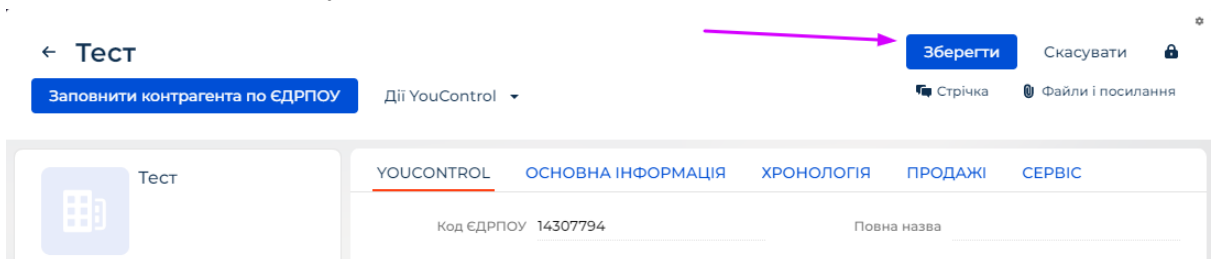 ← Тест
Зберегти Скасувати
Заповнити контрагента по ЄДРПОУ Дії YouControl
Стрічка Файли і посилання
Тест
YOUCONTROL ОСНОВНА ІНФОРМАЦІЯ ХРОНОЛОГІЯ ПРОДАЖІ СЕРВІС
Код ЄДРПОУ 14307794 Повна назва